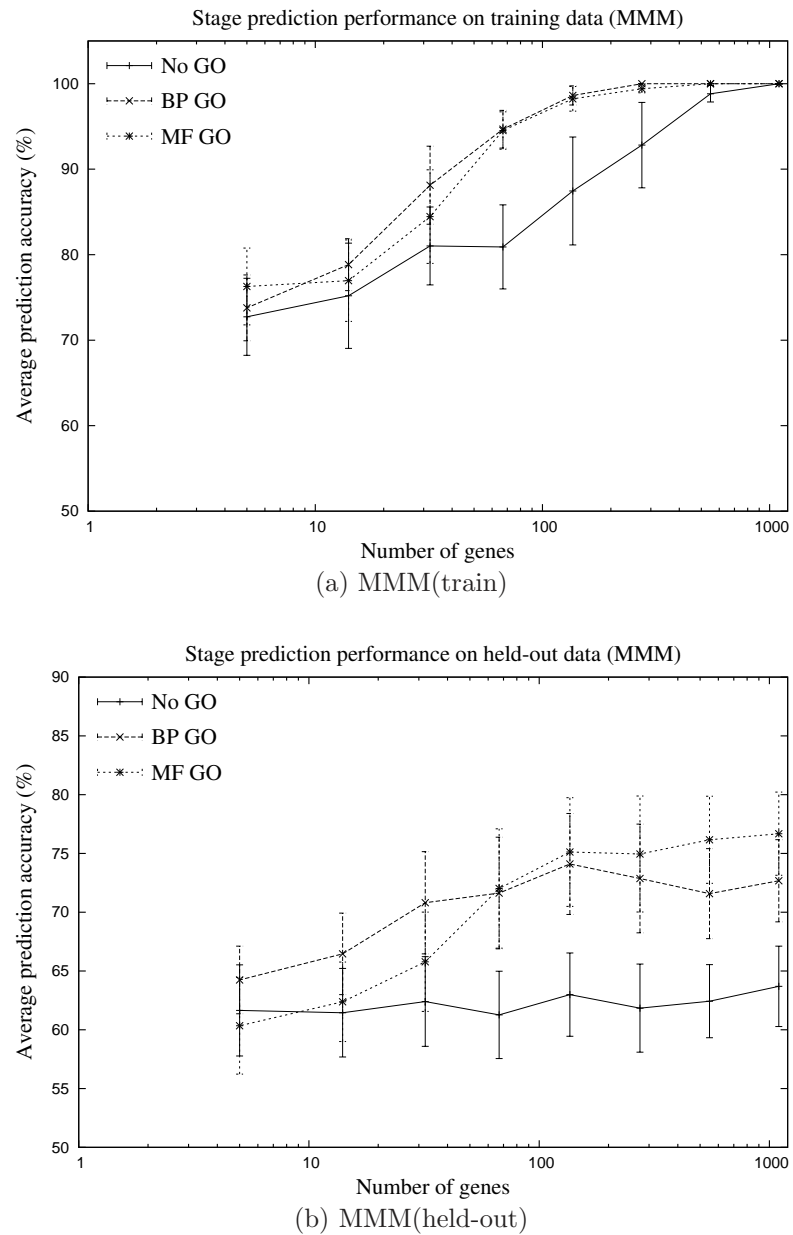 Stage prediction performance on training data (MMM)
No GO
BP GO
MF GO
100
90
80
70
60
50
Average prediction accuracy (%)
1
10
100
1000
Number of genes
(a) MMM(train)
Stage prediction performance on held-out data (MMM)
No GO
BP GO
MF GO
90
85
80
75
70
65
60
55
50
Average prediction accuracy (%)
1
10
100
1000
Number of genes
(b) MMM(held-out)